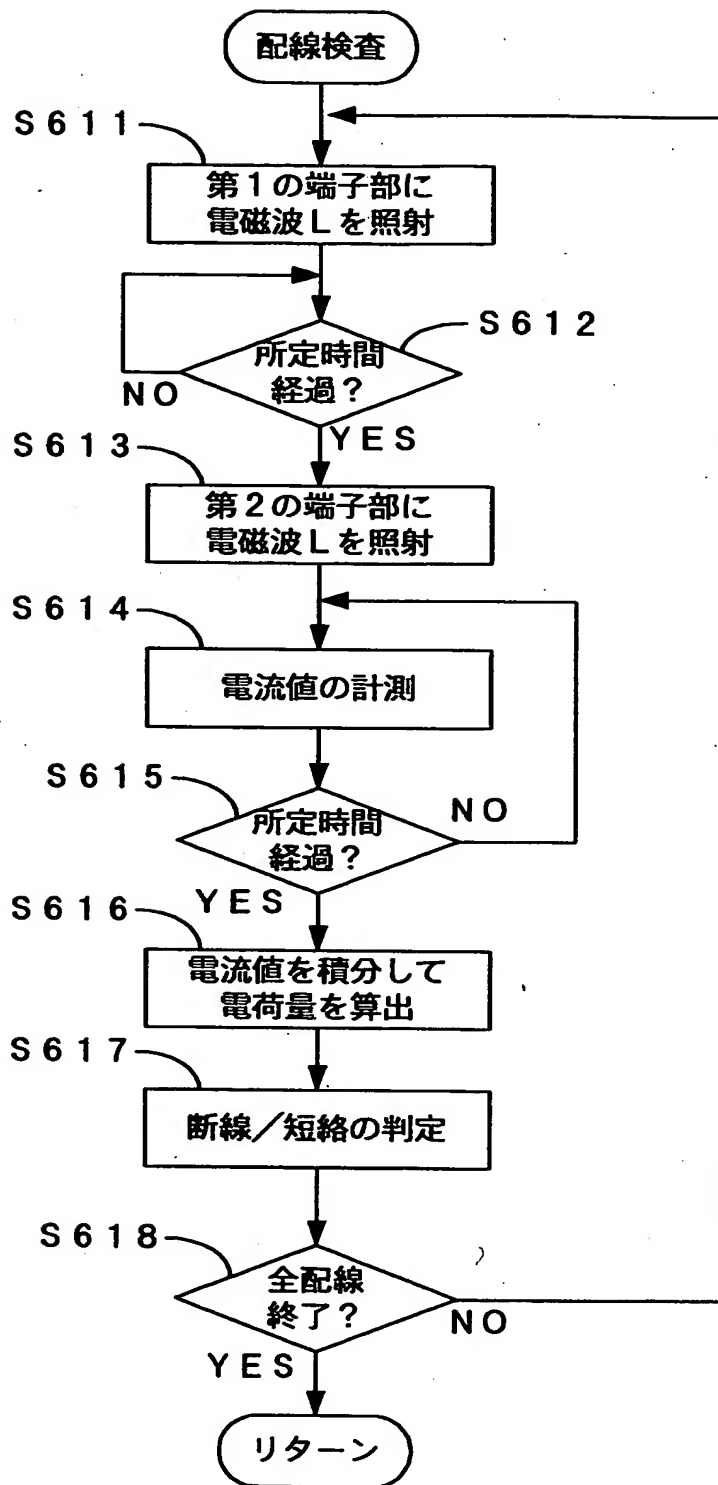 配線検査
S611
第1の端子部に
電磁波Lを照射
S612
所定時間
経過?
NO
YES
S613
第2の端子部に
電磁波Lを照射
S614
電流値の計測
S615
所定時間
経過?
NO
YES
S616
電流値を積分して
電荷量を算出
S617
断線/短絡の判定
S618
全配線
終了?
NO
YES
リターン